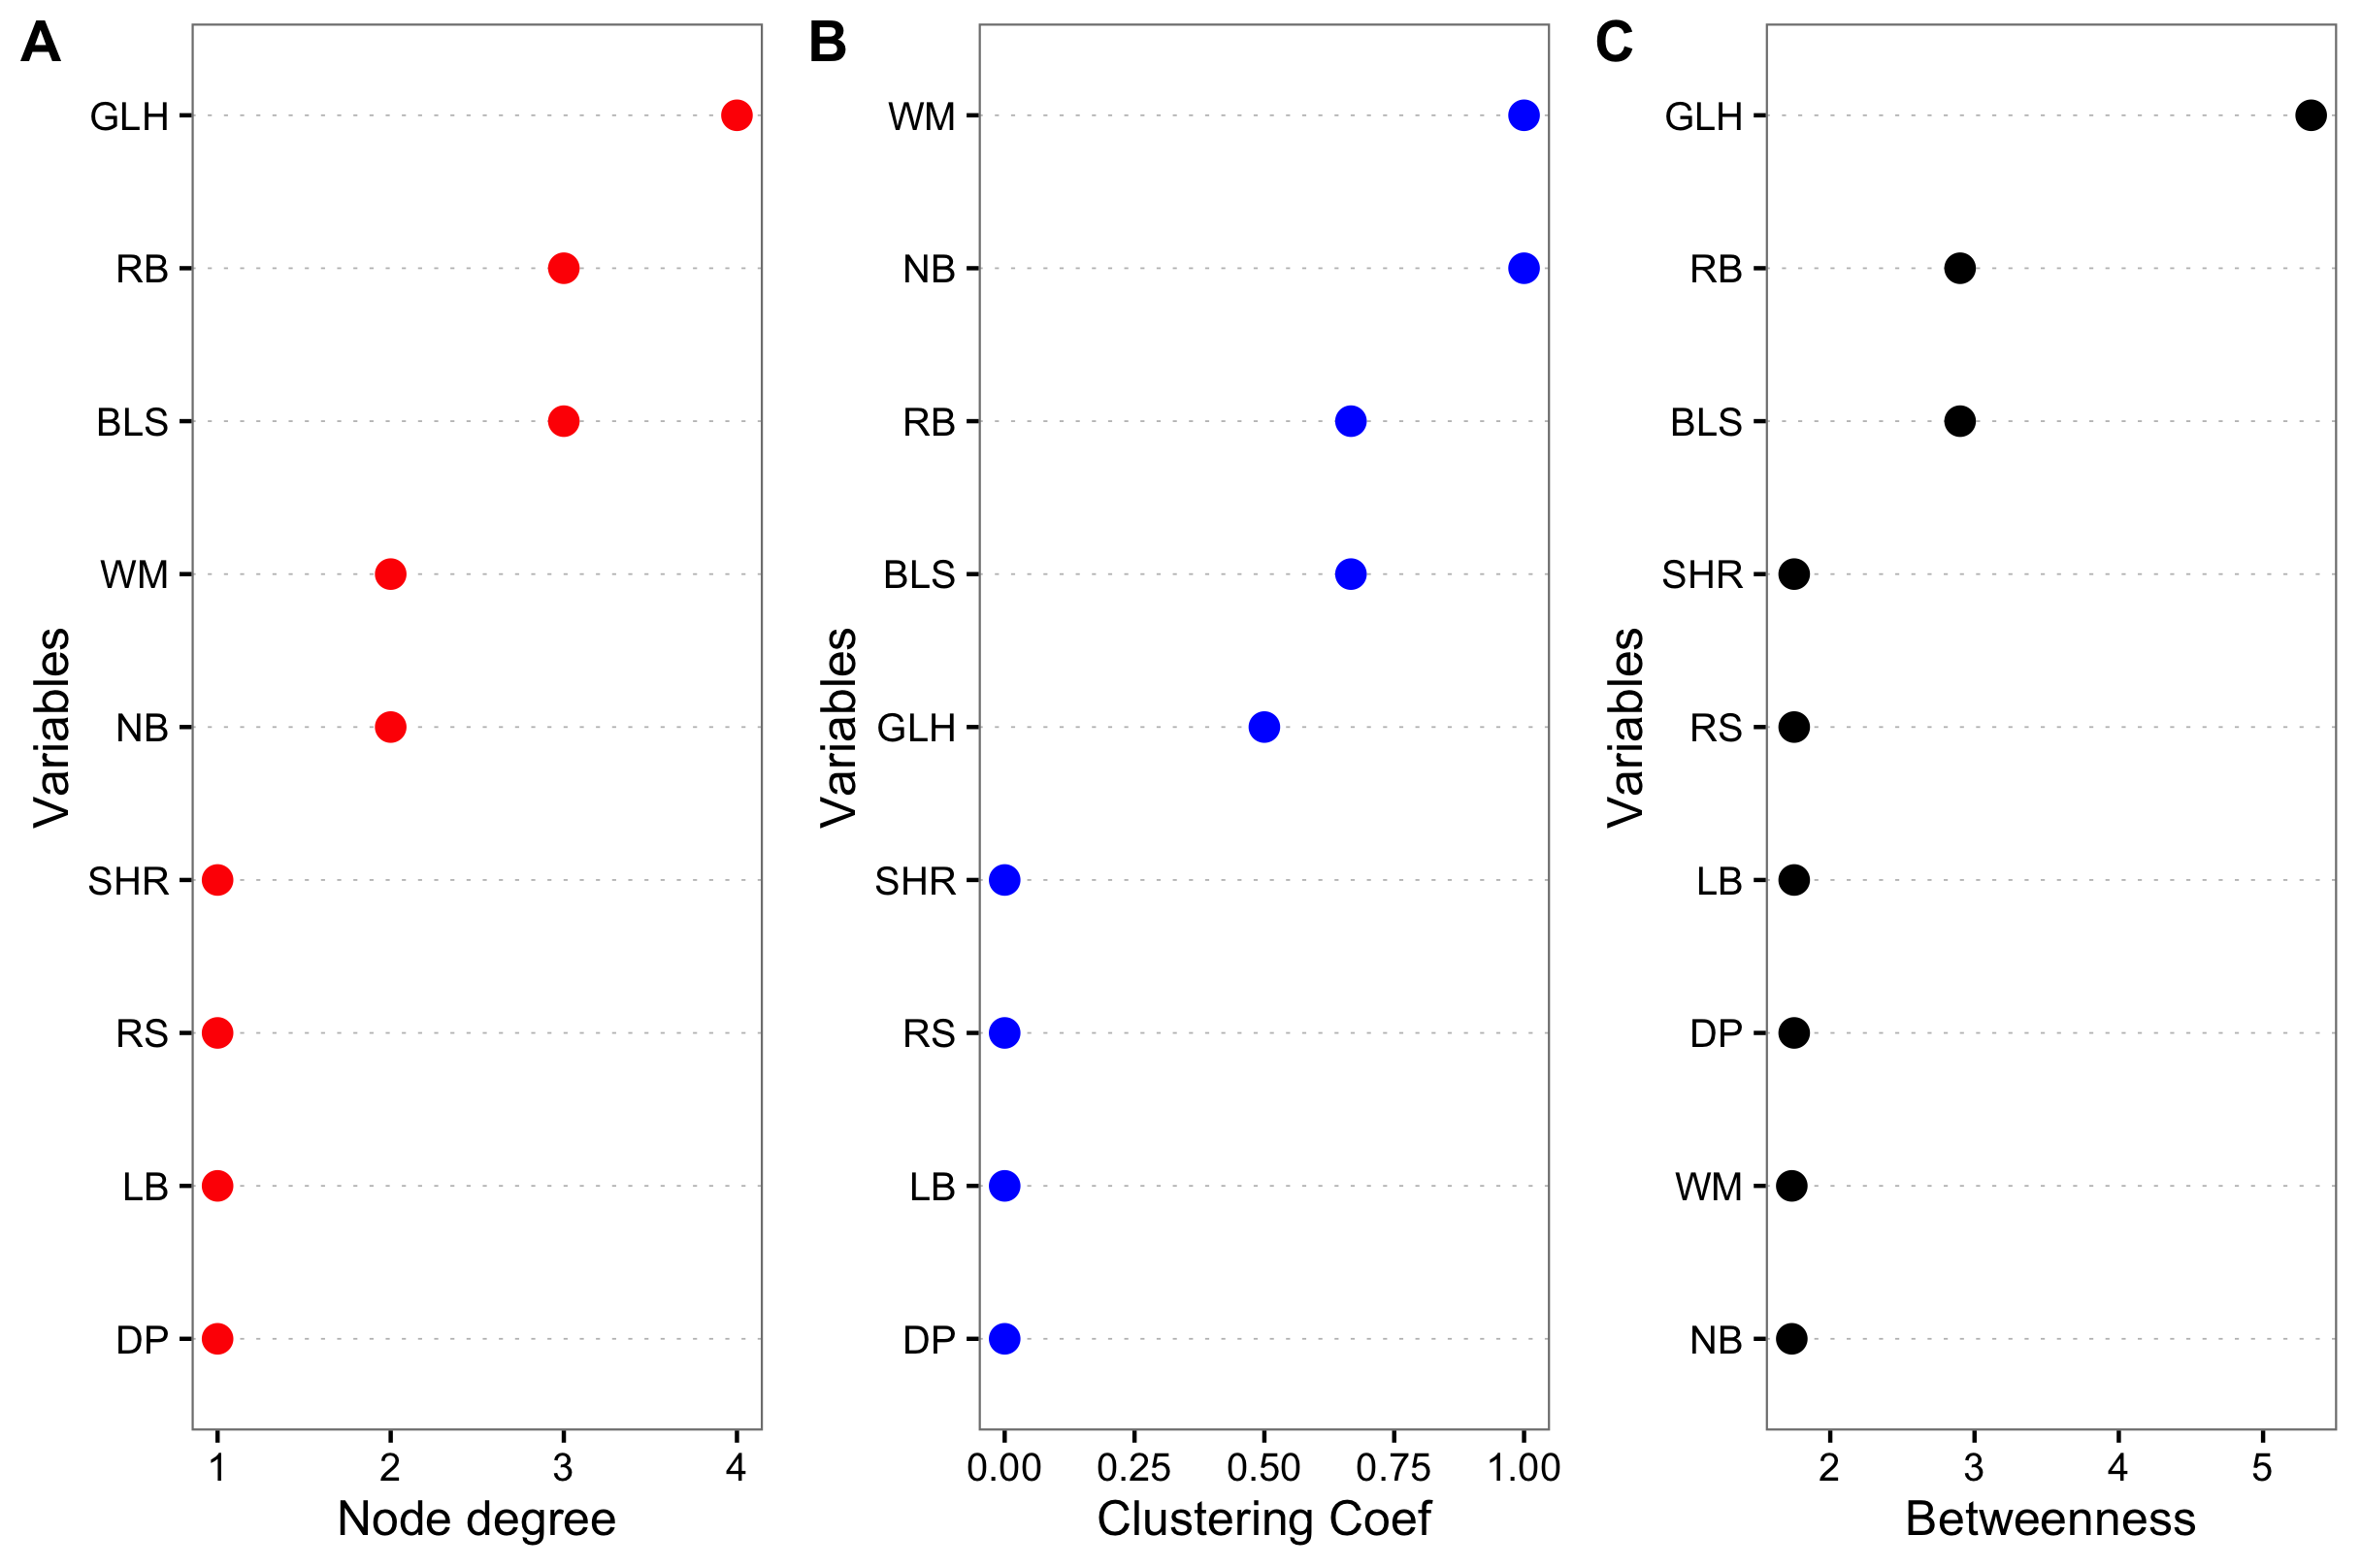 A
GLH
RB
BLS
WM
NB
SHR
RS
LB
DP
Variables
1 2 3 4
Node degree
B
WM
NB
RB
BLS
GLH
SHR
RS
LB
DP
Variables
0.00 0.25 0.50 0.75 1.00
Clustering Coef
C
GLH
RB
BLS
SHR
RS
LB
DP
WM
NB
Variables
2 3 4 5
Betweenness